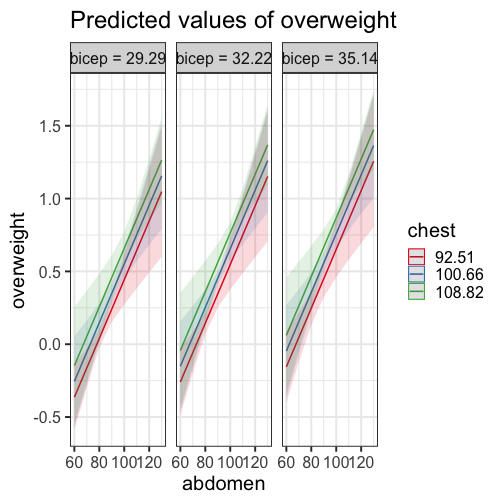 Predicted values of overweight
bicep = 29.29 bicep = 32.22 bicep = 35.14
1.5
1.0
0.5
0.0
-0.5
overweight
60 80 100 120 60 80 100 120 60 80 100 120
abdomen
chest
92.51
100.66
108.82